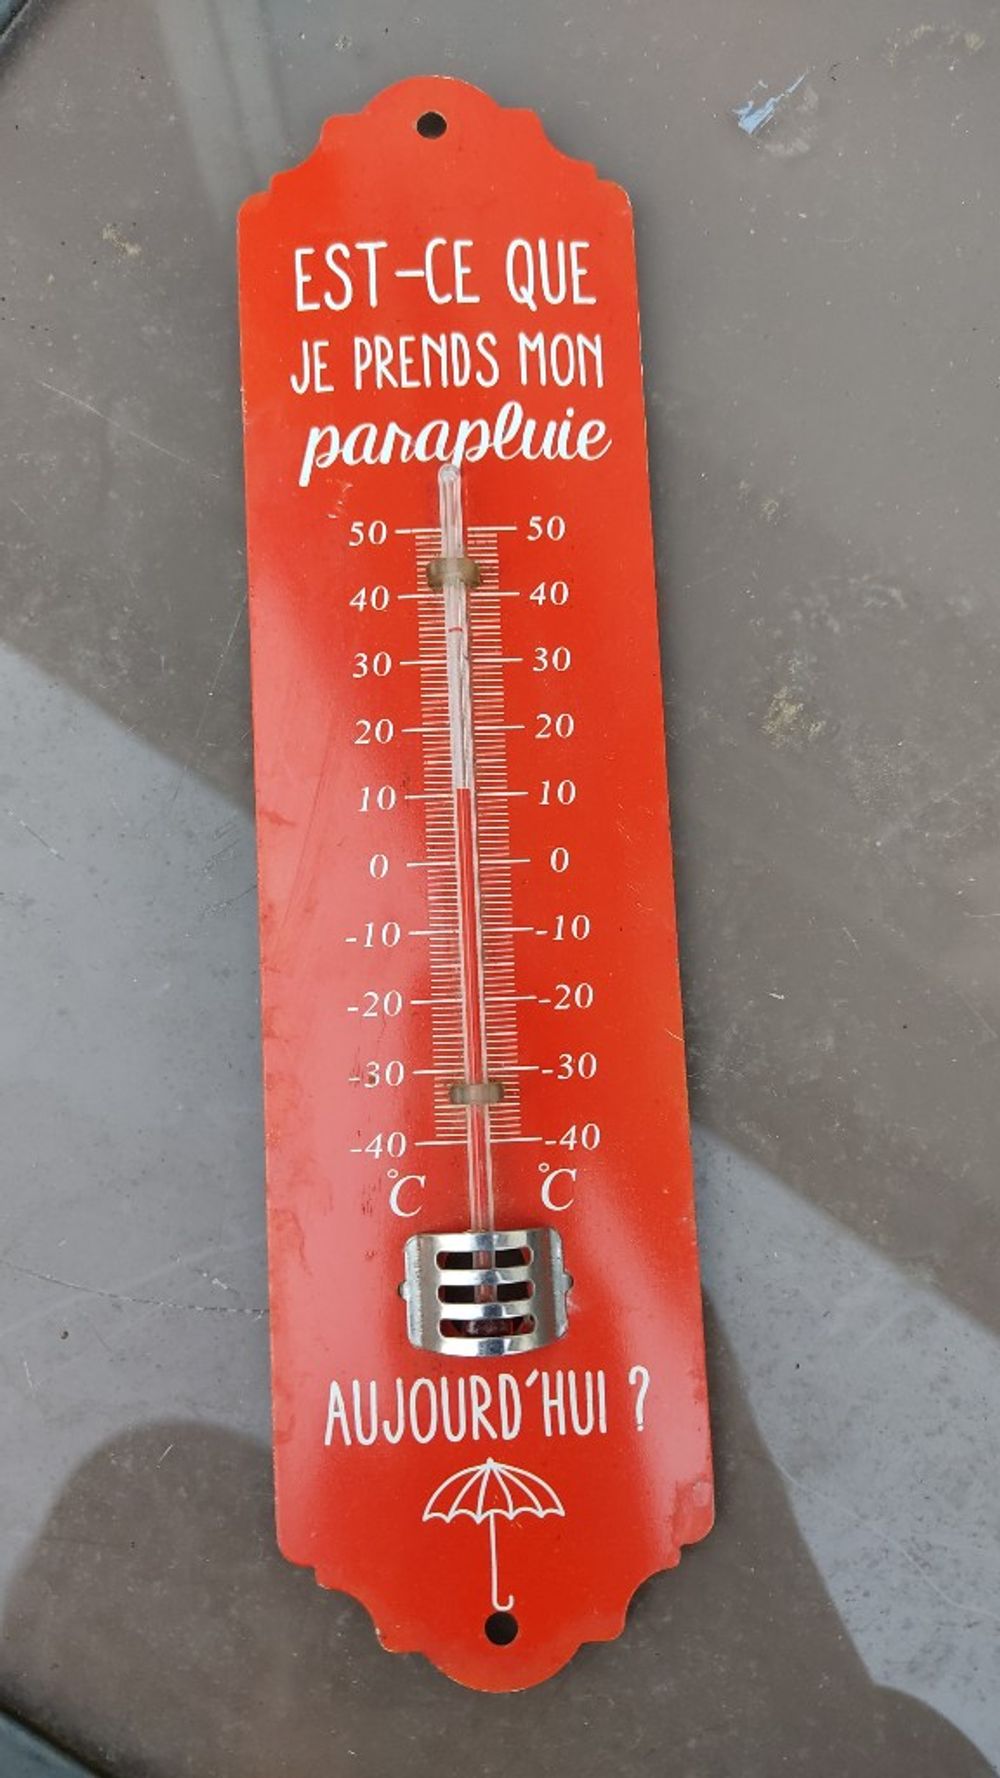 EST-CE QUE
JE PRENDS MON
parapluie
50 50
40 40
30 30
20 20
10 10
0 0
-10 -10
-20 -20
-30 -30
-40 -40
°C °C
AUJOURD'HUI ?